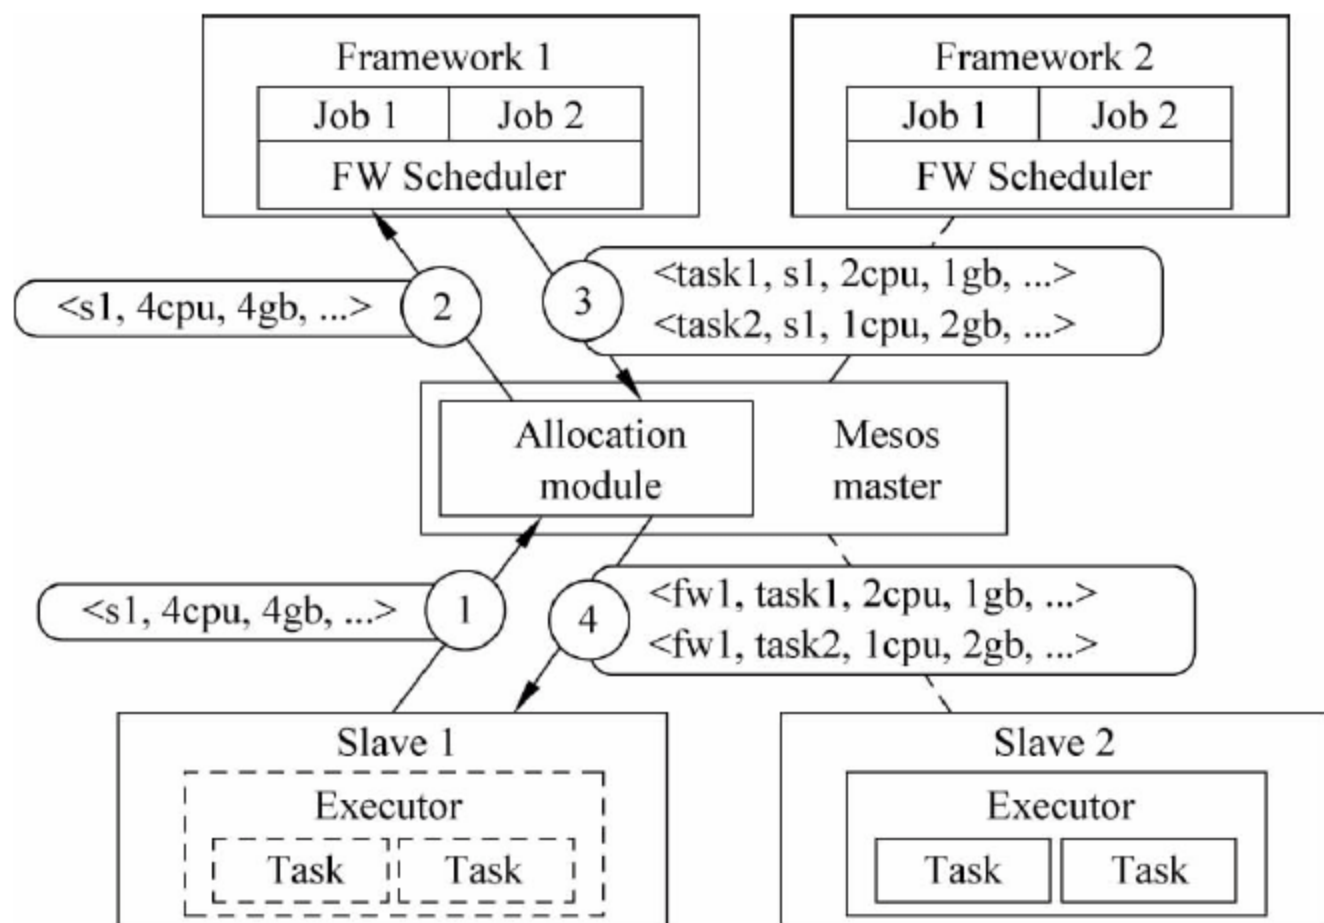 Framework 1
Job 1 Job 2
FW Scheduler
Framework 2
Job 1 Job 2
FW Scheduler
<s1, 4cpu, 4gb, ...>
2
3
<task1, s1, 2cpu, 1gb, ...>
<task2, s1, 1cpu, 2gb, ...>
Allocation
module
Mesos
master
<s1, 4cpu, 4gb, ...>
1
4
<fw1, task1, 2cpu, 1gb, ...>
<fw1, task2, 1cpu, 2gb, ...>
Slave 1
Executor
Task Task
Slave 2
Executor
Task Task